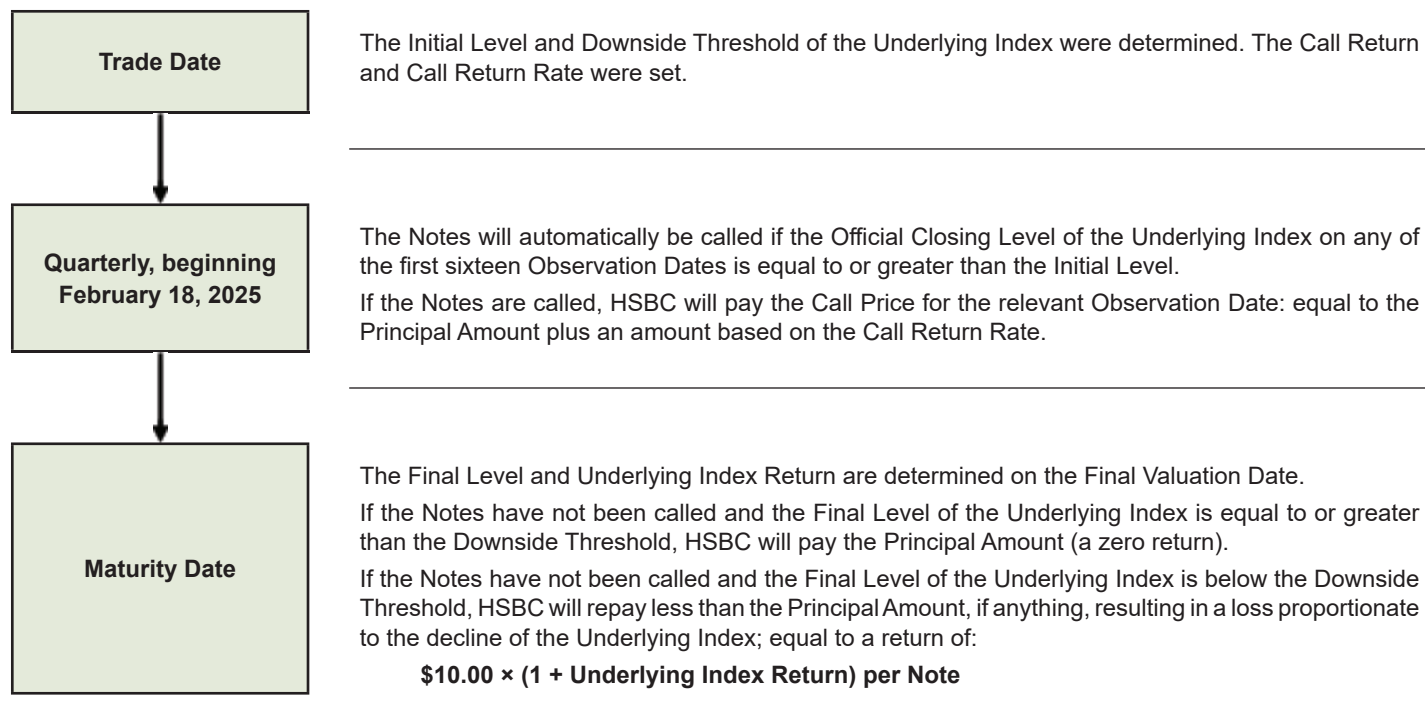 Trade Date
The Initial Level and Downside Threshold of the Underlying Index were determined. The Call Return
and Call Return Rate were set.
Quarterly, beginning
February 18, 2025
The Notes will automatically be called if the Official Closing Level of the Underlying Index on any of
the first sixteen Observation Dates is equal to or greater than the Initial Level.
If the Notes are called, HSBC will pay the Call Price for the relevant Observation Date: equal to the
Principal Amount plus an amount based on the Call Return Rate.
Maturity Date
The Final Level and Underlying Index Return are determined on the Final Valuation Date.
If the Notes have not been called and the Final Level of the Underlying Index is equal to or greater
than the Downside Threshold, HSBC will pay the Principal Amount (a zero return).
If the Notes have not been called and the Final Level of the Underlying Index is below the Downside
Threshold, HSBC will repay less than the Principal Amount, if anything, resulting in a loss proportionate
to the decline of the Underlying Index; equal to a return of:
$10.00 × (1 + Underlying Index Return) per Note